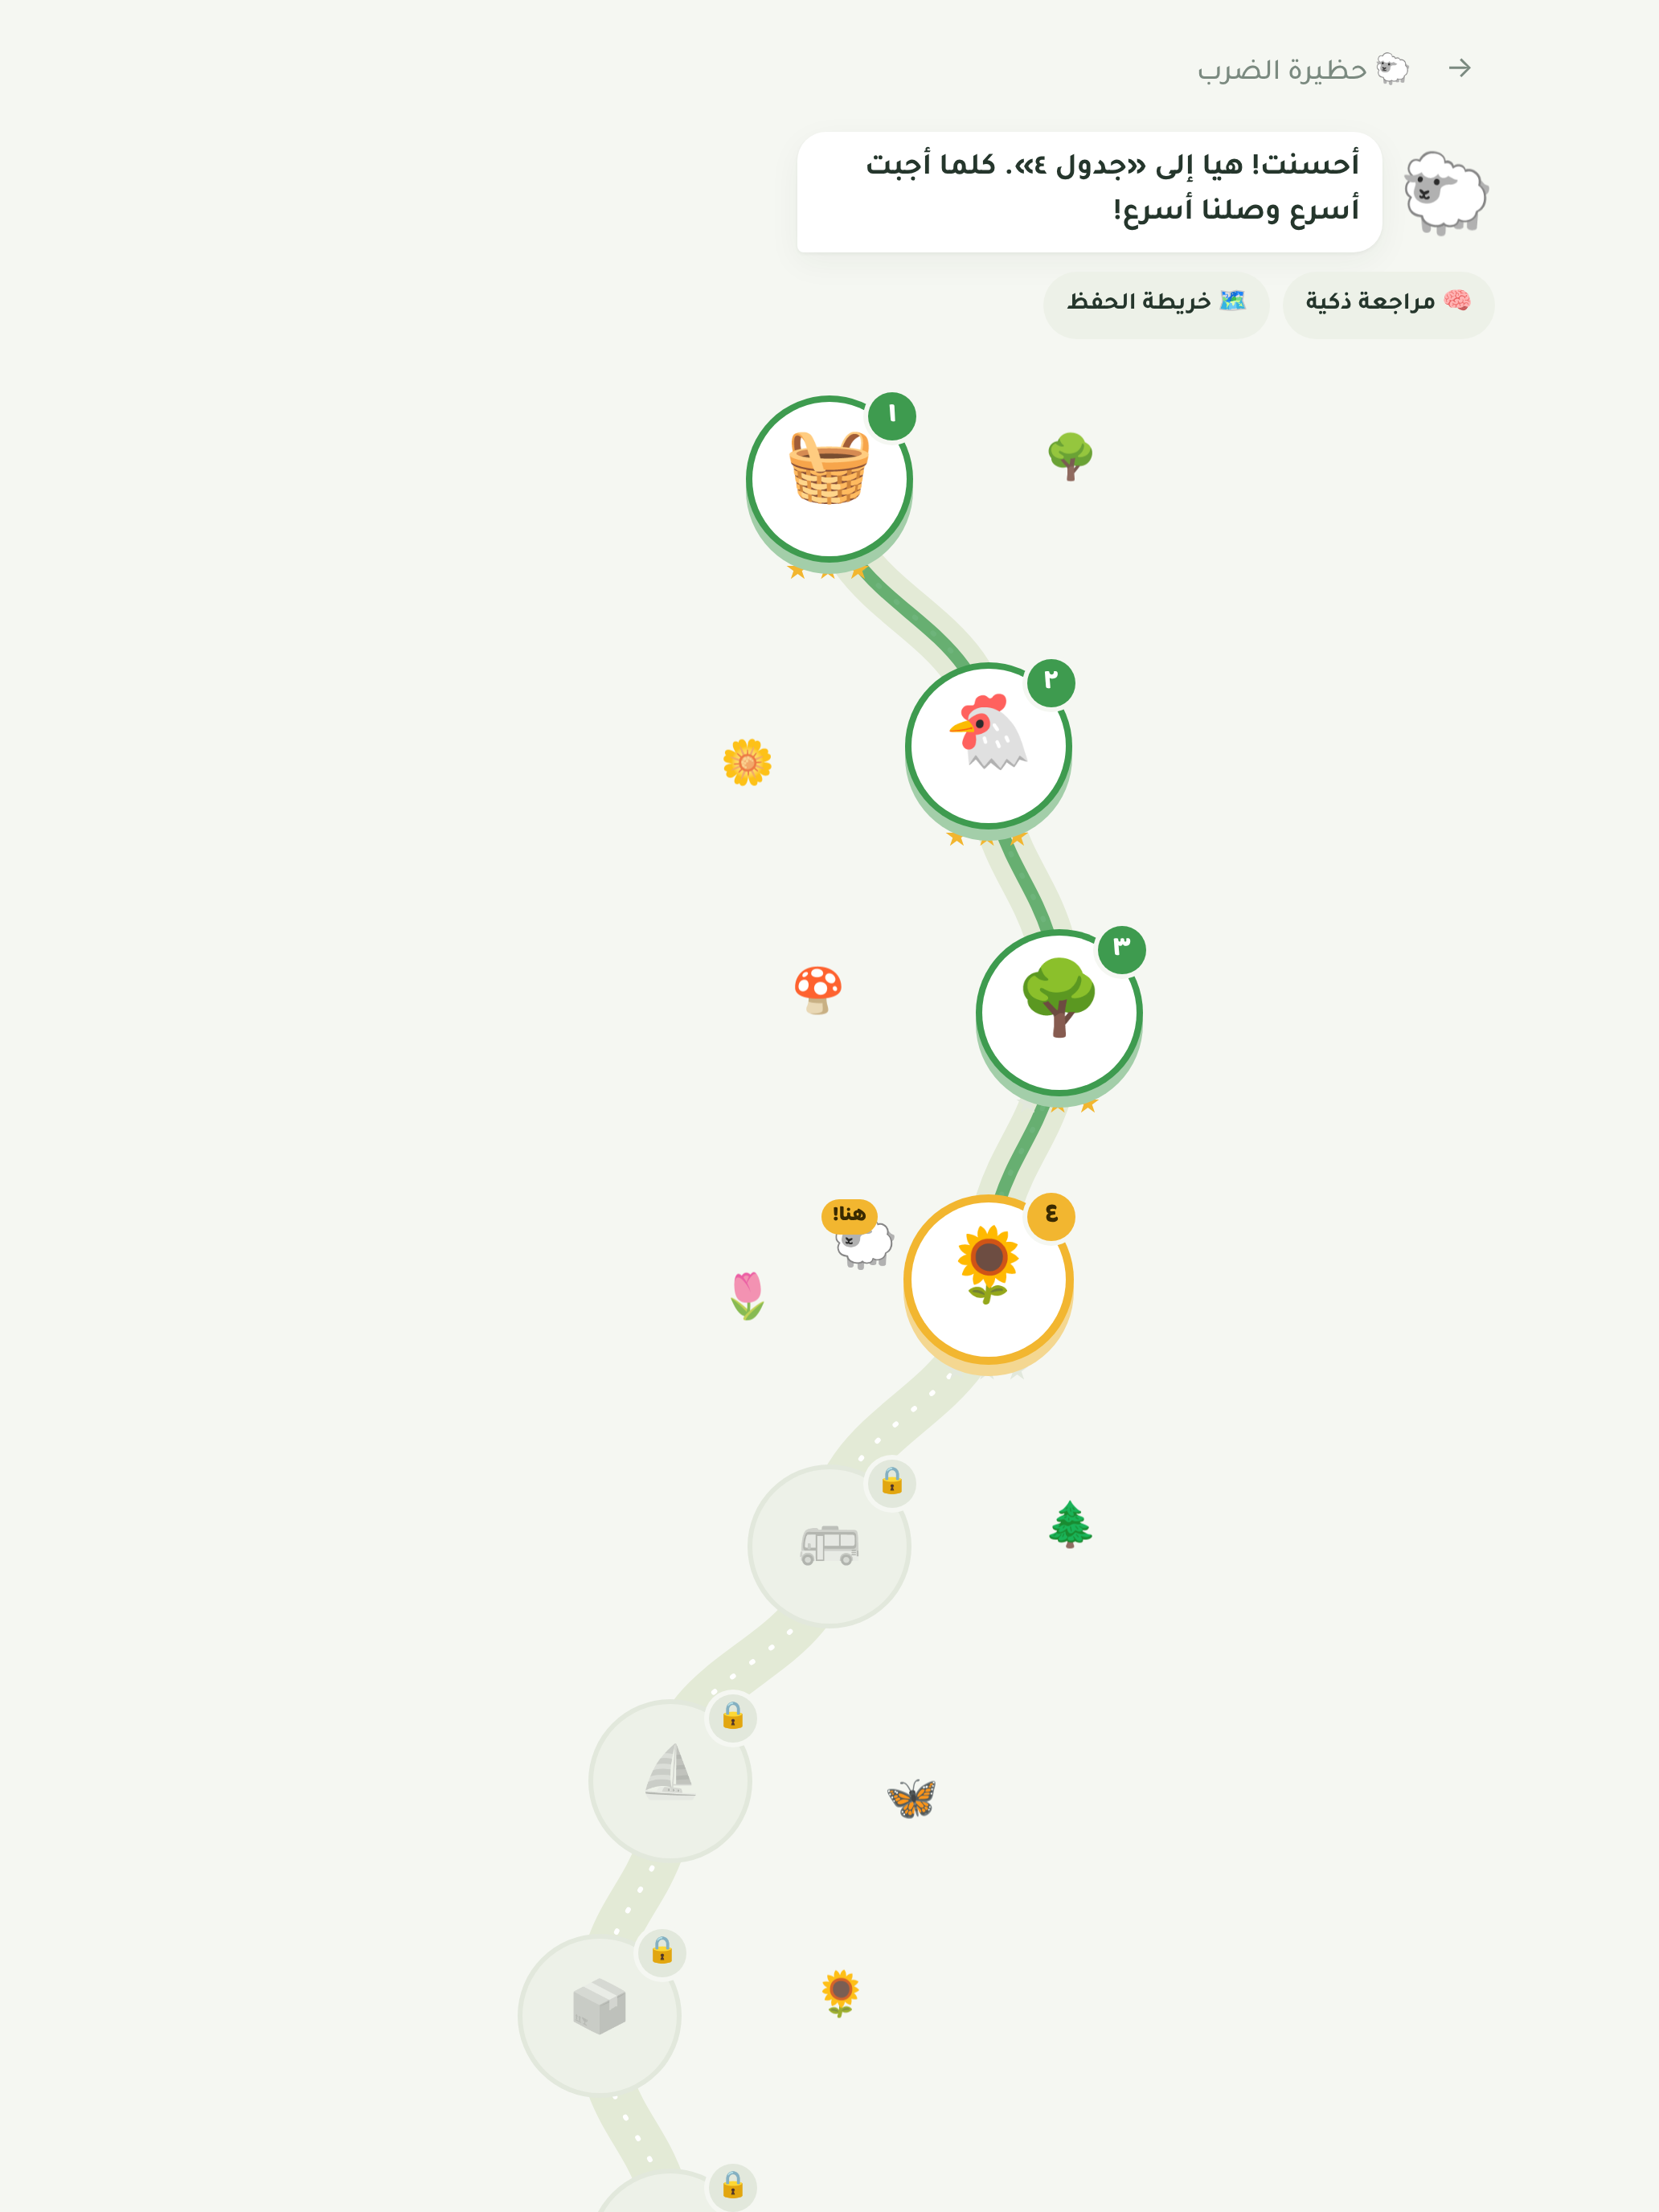 حظيرة الضرب
أحسنت! هيا إلى «جدول ٤». كلما أجبت
أسرع وصلنا أسرع!
مراجعة ذكية
خريطة الحفظ
١
٢
٣
٤
هنا!